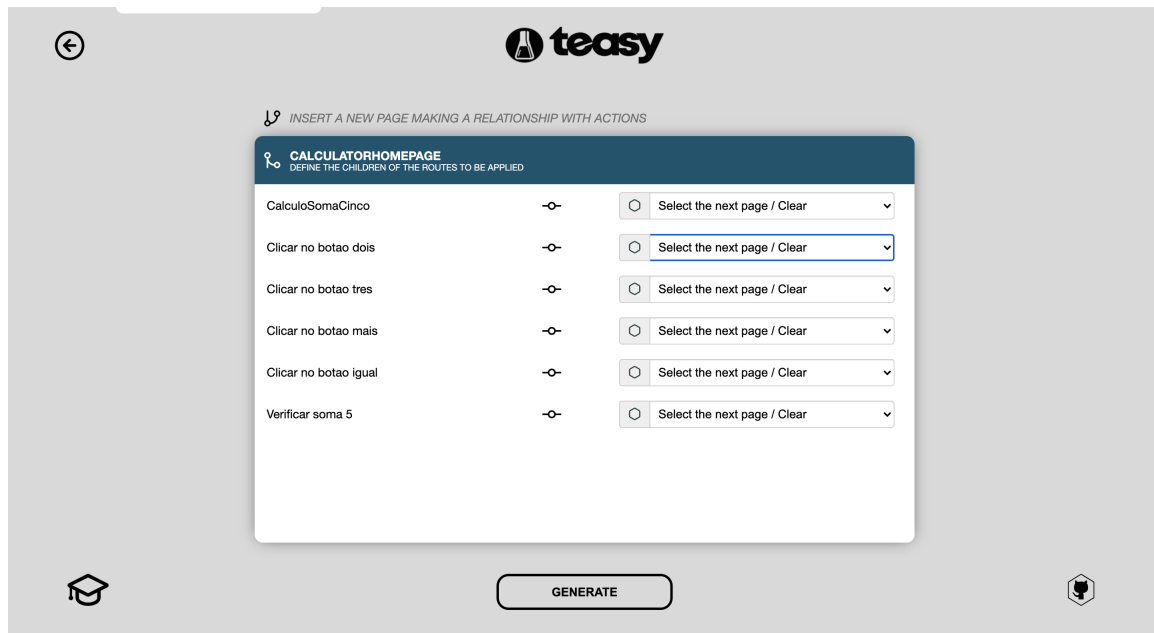 teasy
INSERT A NEW PAGE MAKING A RELATIONSHIP WITH ACTIONS
CALCULATORHOMEPAGE
DEFINE THE CHILDREN OF THE ROUTES TO BE APPLIED
CalculoSomaCinco Select the next page / Clear
Clicar no botao dois Select the next page / Clear
Clicar no botao tres Select the next page / Clear
Clicar no botao mais Select the next page / Clear
Clicar no botao igual Select the next page / Clear
Verificar soma 5 Select the next page / Clear
GENERATE